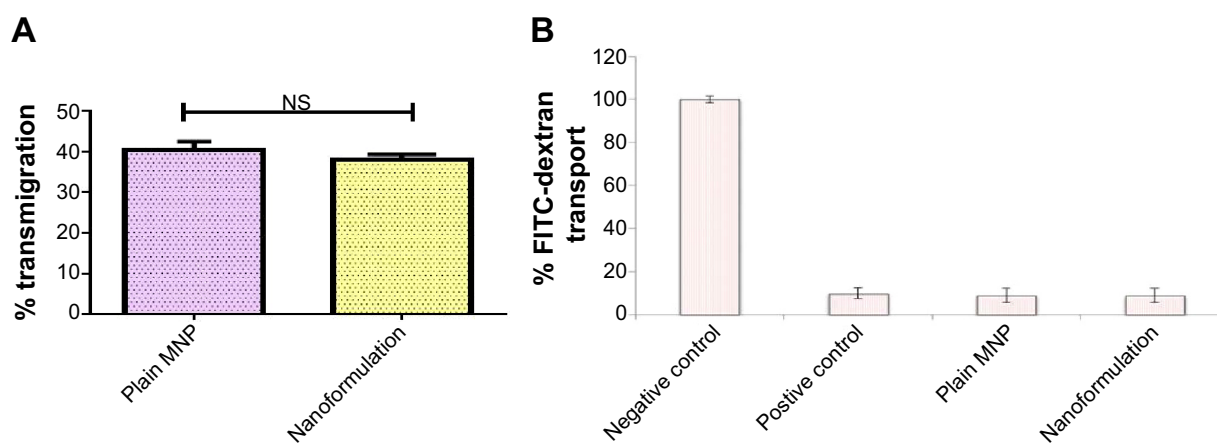 A
% transmigration
50
40
30
20
10
0
NS
Plain MNP
Nanoformulation
B
% FITC-dextran
transport
120
100
80
60
40
20
0
Negative control
Postive control
Plain MNP
Nanoformulation